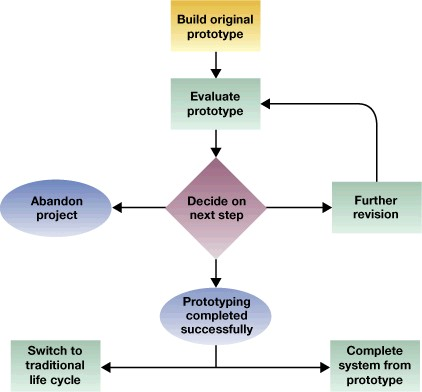 Build original
prototype
Evaluate
prototype
Abandon
project
Decide on
next step
Further
revision
Prototyping
completed
successfully
Switch to
traditional
life cycle
Complete
system from
prototype